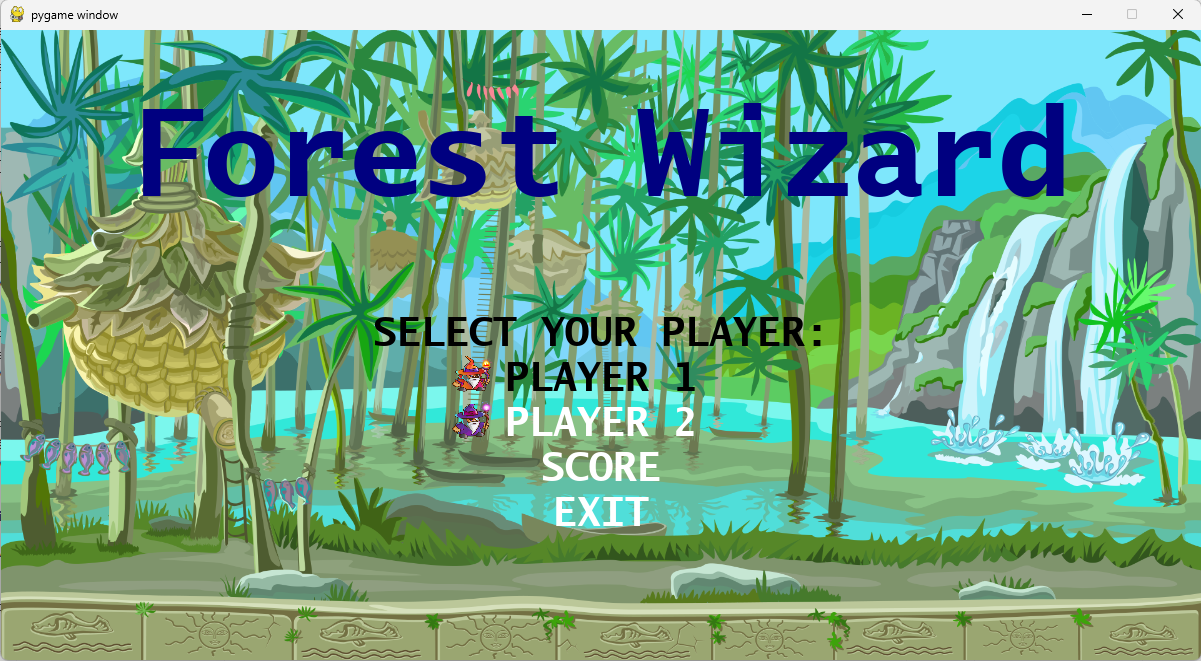 pygame window
Forest Wizard
SELECT YOUR PLAYER:
PLAYER 1
PLAYER 2
SCORE
EXIT